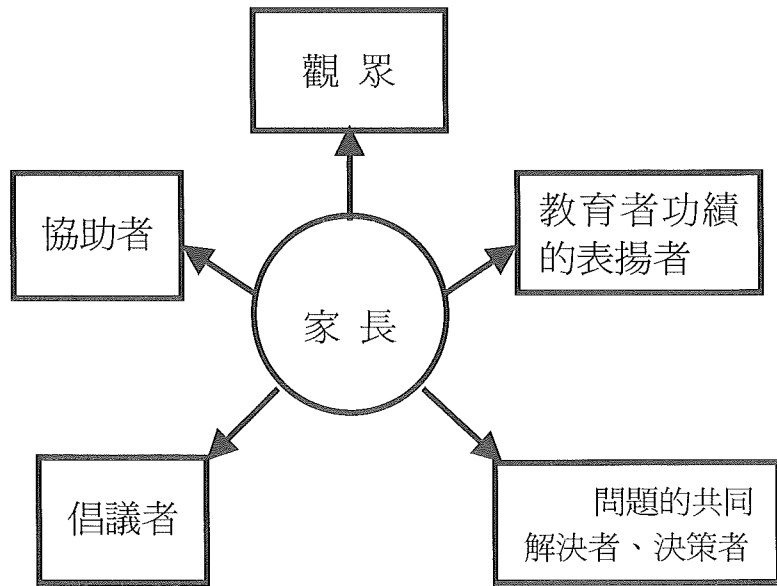 觀眾
協助者
教育者功績
的表揚者
家長
倡議者
問題的共同
解決者、決策者